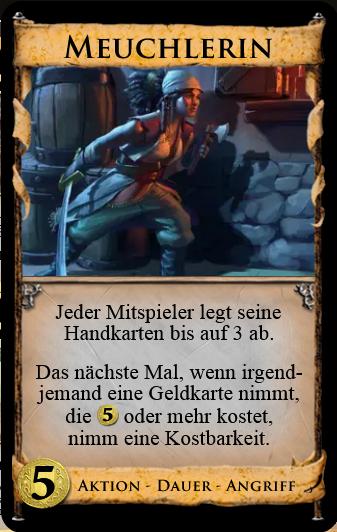 Meuchlerin
Jeder Mitspieler legt seine
Handkarten bis auf 3 ab.
Das nächste Mal, wenn irgend-
jemand eine Geldkarte nimmt,
die 5 oder mehr kostet,
nimm eine Kostbarkeit.
5 Aktion - Dauer - Angriff